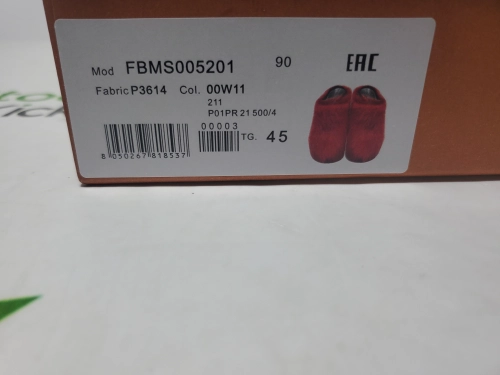 Mod FBMS005201 90 EAC
Fabric P3614 Col. 00W11
211
P01PR 21 500/4
00003
TG. 45
8 050267 818537